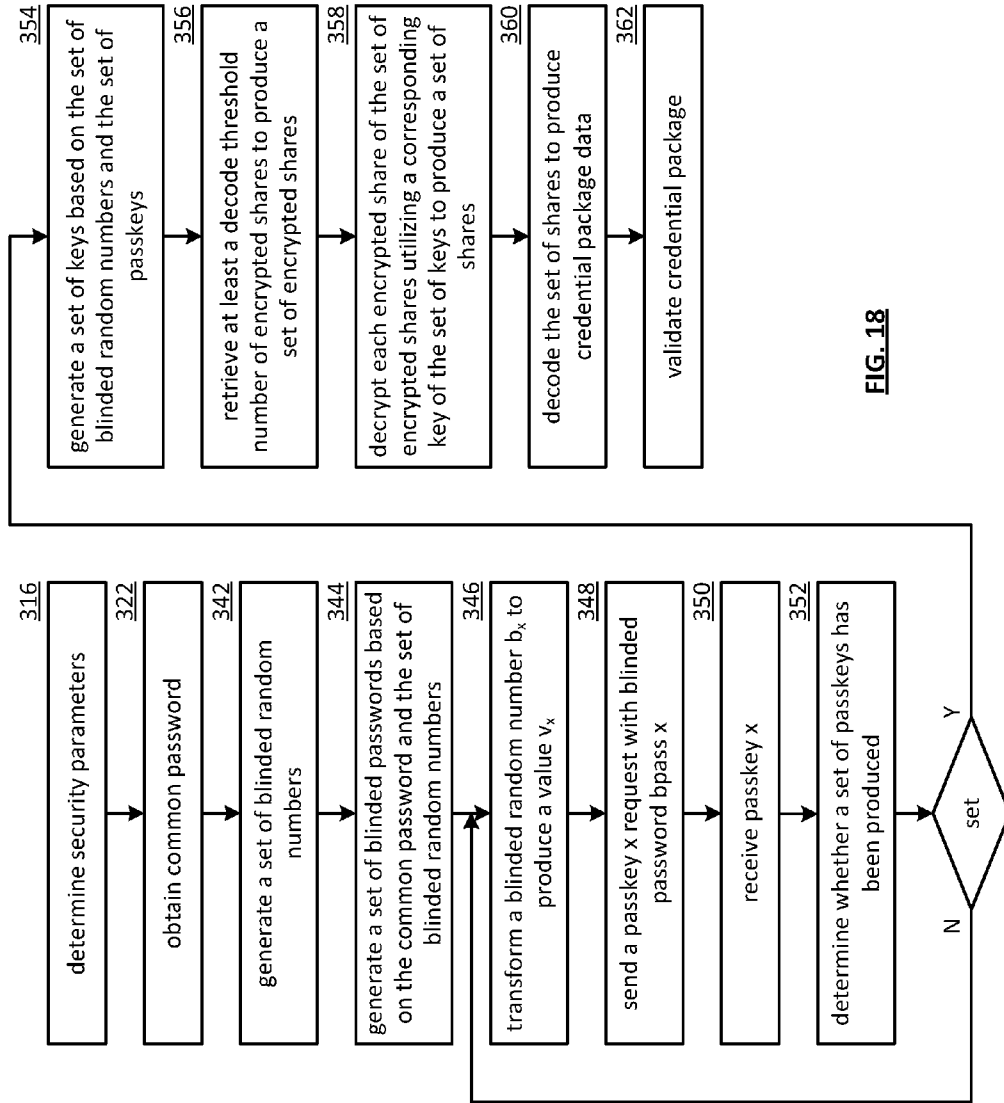 316
determine security parameters
322
obtain common password
342
generate a set of blinded random
numbers
344
generate a set of blinded passwords based
on the common password and the set of
blinded random numbers
346
transform a blinded random number b_x to
produce a value v_x
348
send a passkey x request with blinded
password bpass x
350
receive passkey x
352
determine whether a set of passkeys has
been produced
N
set
Y
354
generate a set of keys based on the set of
blinded random numbers and the set of
passkeys
356
retrieve at least a decode threshold
number of encrypted shares to produce a
set of encrypted shares
358
decrypt each encrypted share of the set of
encrypted shares utilizing a corresponding
key of the set of keys to produce a set of
shares
360
decode the set of shares to produce
credential package data
362
validate credential package
FIG. 18